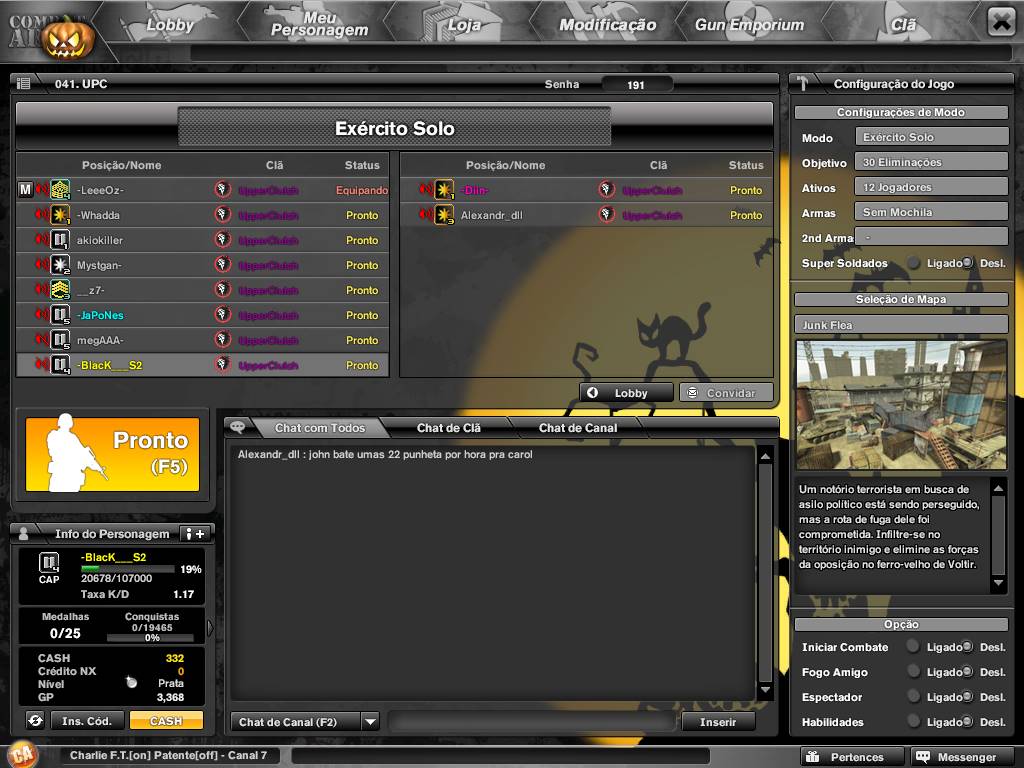 COMBAT
Lobby
Meu
Personagem
Loja
Modificação
Gun Emporium
Clã
041. UPC
Senha
191
Exército Solo
Posição/Nome Clã Status
M -LeeeOz- UpperClutch Equipando
-Whadda UpperClutch Pronto
akiokiller UpperClutch Pronto
Mystgan- UpperClutch Pronto
__z7- UpperClutch Pronto
-JaPoNes UpperClutch Pronto
megAAA- UpperClutch Pronto
-BlacK___S2 UpperClutch Pronto
Posição/Nome Clã Status
-Diin- UpperClutch Pronto
Alexandr_dll UpperClutch Pronto
Lobby
Convidar
Configuração do Jogo
Configurações de Modo
Modo Exército Solo
Objetivo 30 Eliminações
Ativos 12 Jogadores
Armas Sem Mochila
2nd Arma -
Super Soldados Ligado Desl.
Seleção de Mapa
Junk Flea
Um notório terrorista em busca de
asilo político está sendo perseguido,
mas a rota de fuga dele foi
comprometida. Infiltre-se no
território inimigo e elimine as forças
da oposição no ferro-velho de Voltir.
Opção
Iniciar Combate Ligado Desl.
Fogo Amigo Ligado Desl.
Espectador Ligado Desl.
Habilidades Ligado Desl.
Pronto
(F5)
Chat com Todos
Chat de Clã
Chat de Canal
Alexandr_dll : john bate umas 22 punheta por hora pra carol
Info do Personagem
i +
-BlacK___S2
CAP
19%
20678/107000
Taxa K/D 1.17
Medalhas
0/25
Conquistas
0/19465
0%
CASH 332
Crédito NX 0
Nível Prata
GP 3,368
Ins. Cód.
CASH
Chat de Canal (F2)
Inserir
CA
Charlie F.T.[on] Patente[off] - Canal 7
Pertences
Messenger